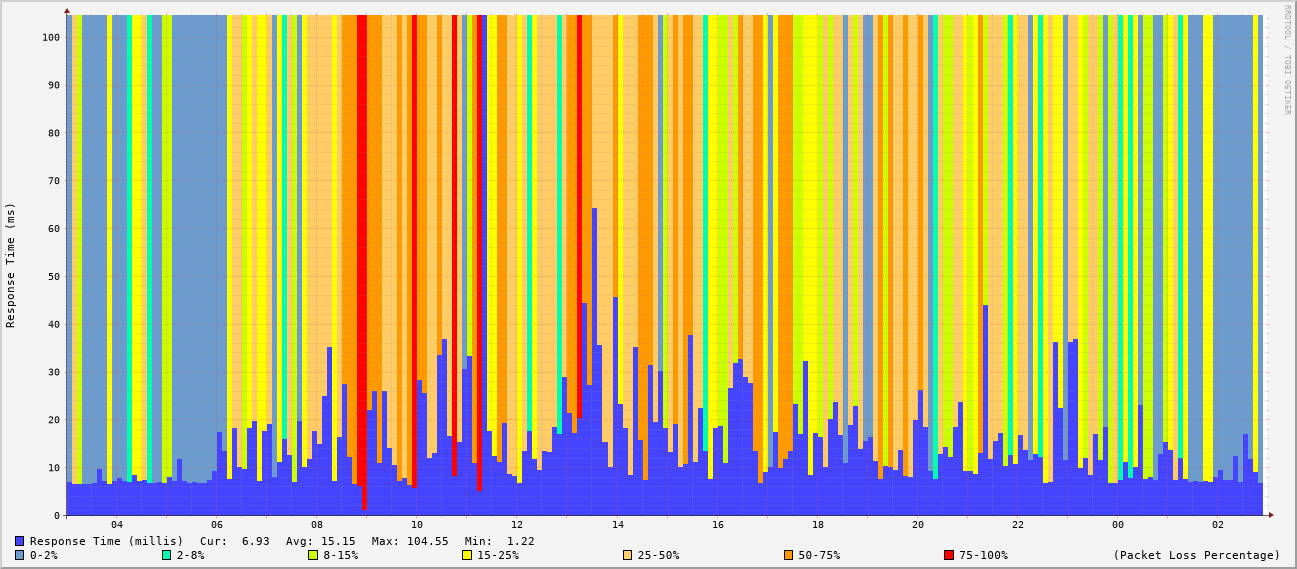 RRDTOOL / TOBI OETIKER
Response Time (ms)
100
90
80
70
60
50
40
30
20
10
0
04 06 08 10 12 14 16 18 20 22 00 02
Response Time (millis) Cur: 6.93 Avg: 15.15 Max: 104.55 Min: 1.22
0-2% 2-8% 8-15% 15-25% 25-50% 50-75% 75-100% (Packet Loss Percentage)